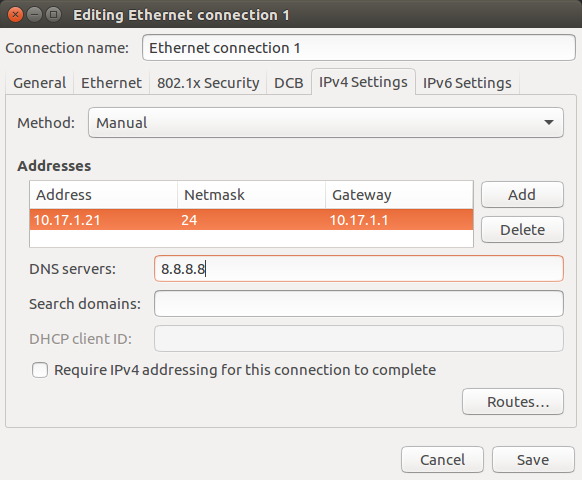 Editing Ethernet connection 1
Connection name: Ethernet connection 1
General Ethernet 802.1x Security DCB IPv4 Settings IPv6 Settings
Method: Manual
Addresses
Address Netmask Gateway Add
10.17.1.21 24 10.17.1.1
Delete
DNS servers: 8.8.8.8
Search domains:
DHCP client ID:
Require IPv4 addressing for this connection to complete
Routes...
Cancel Save